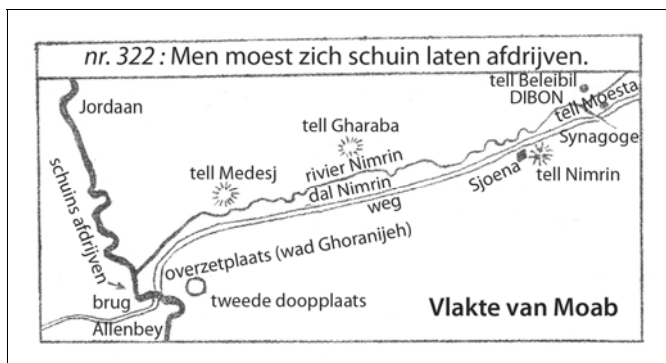 nr. 322 : Men moest zich schuin laten afdrijven.
tell Beleibil
DIBON
tell Moesta
Jordaan
Synagoge
tell Gharaba
rivier Nimrin
tell Medesj
dal Nimrin
weg
Sjoena
tell Nimrin
schuins afdrijven
overzetplaats (wad Ghoranijeh)
brug
tweede doopplaats
Vlakte van Moab
Allenbey